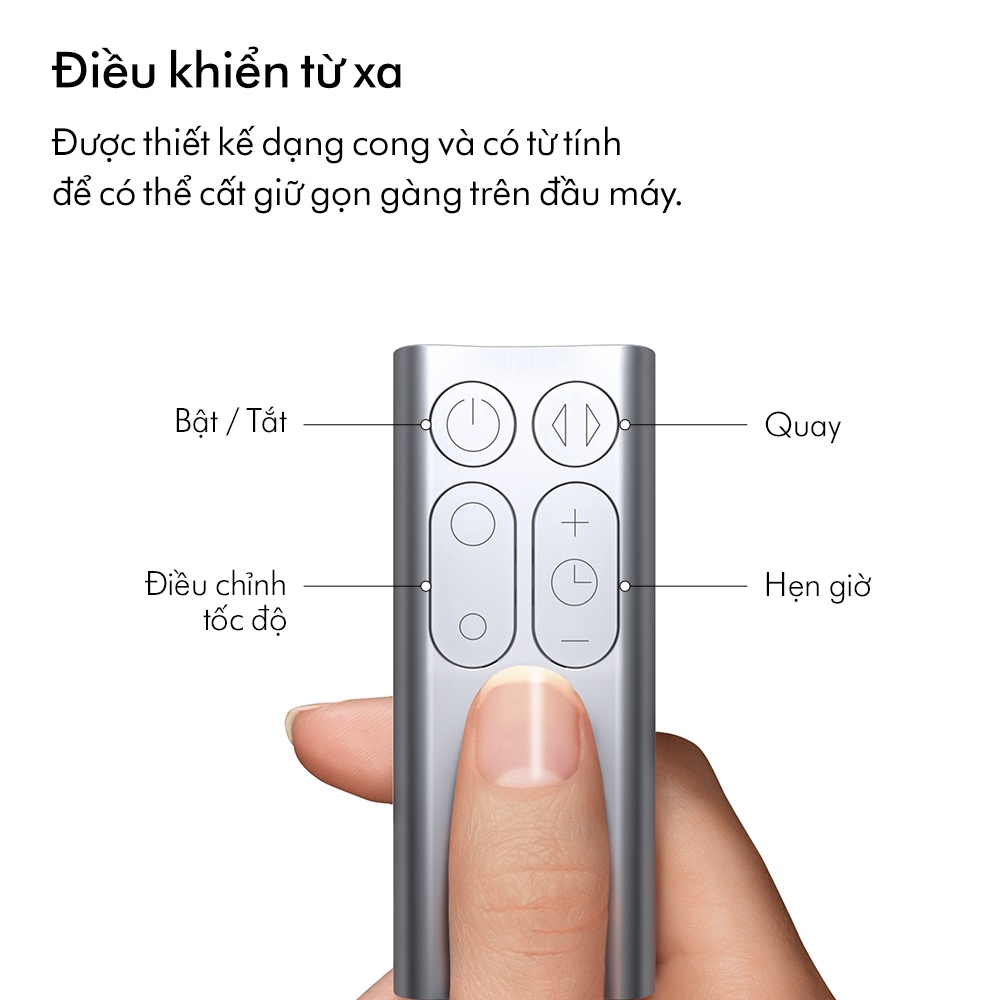 Điều khiển từ xa
Được thiết kế dạng cong và có từ tính
để có thể cất giữ gọn gàng trên đầu máy.
Bật / Tắt
Quay
Điều chỉnh
tốc độ
Hẹn giờ